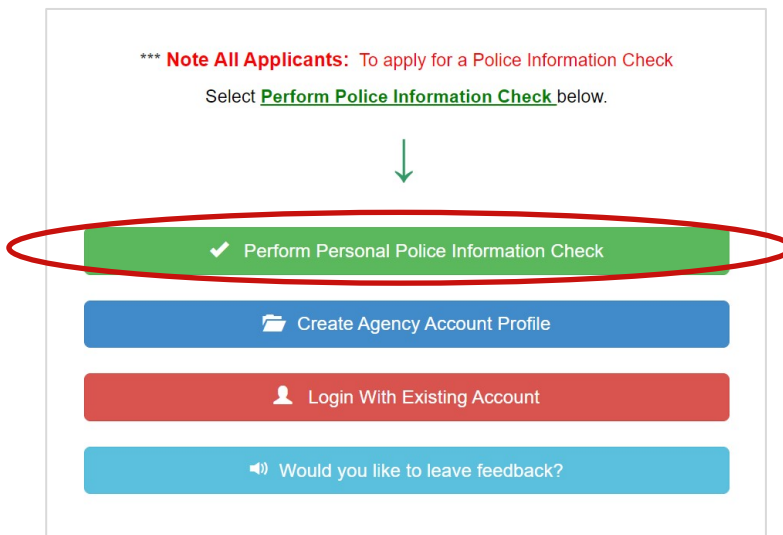 *** Note All Applicants: To apply for a Police Information Check
Select Perform Police Information Check below.
Perform Personal Police Information Check
Create Agency Account Profile
Login With Existing Account
Would you like to leave feedback?